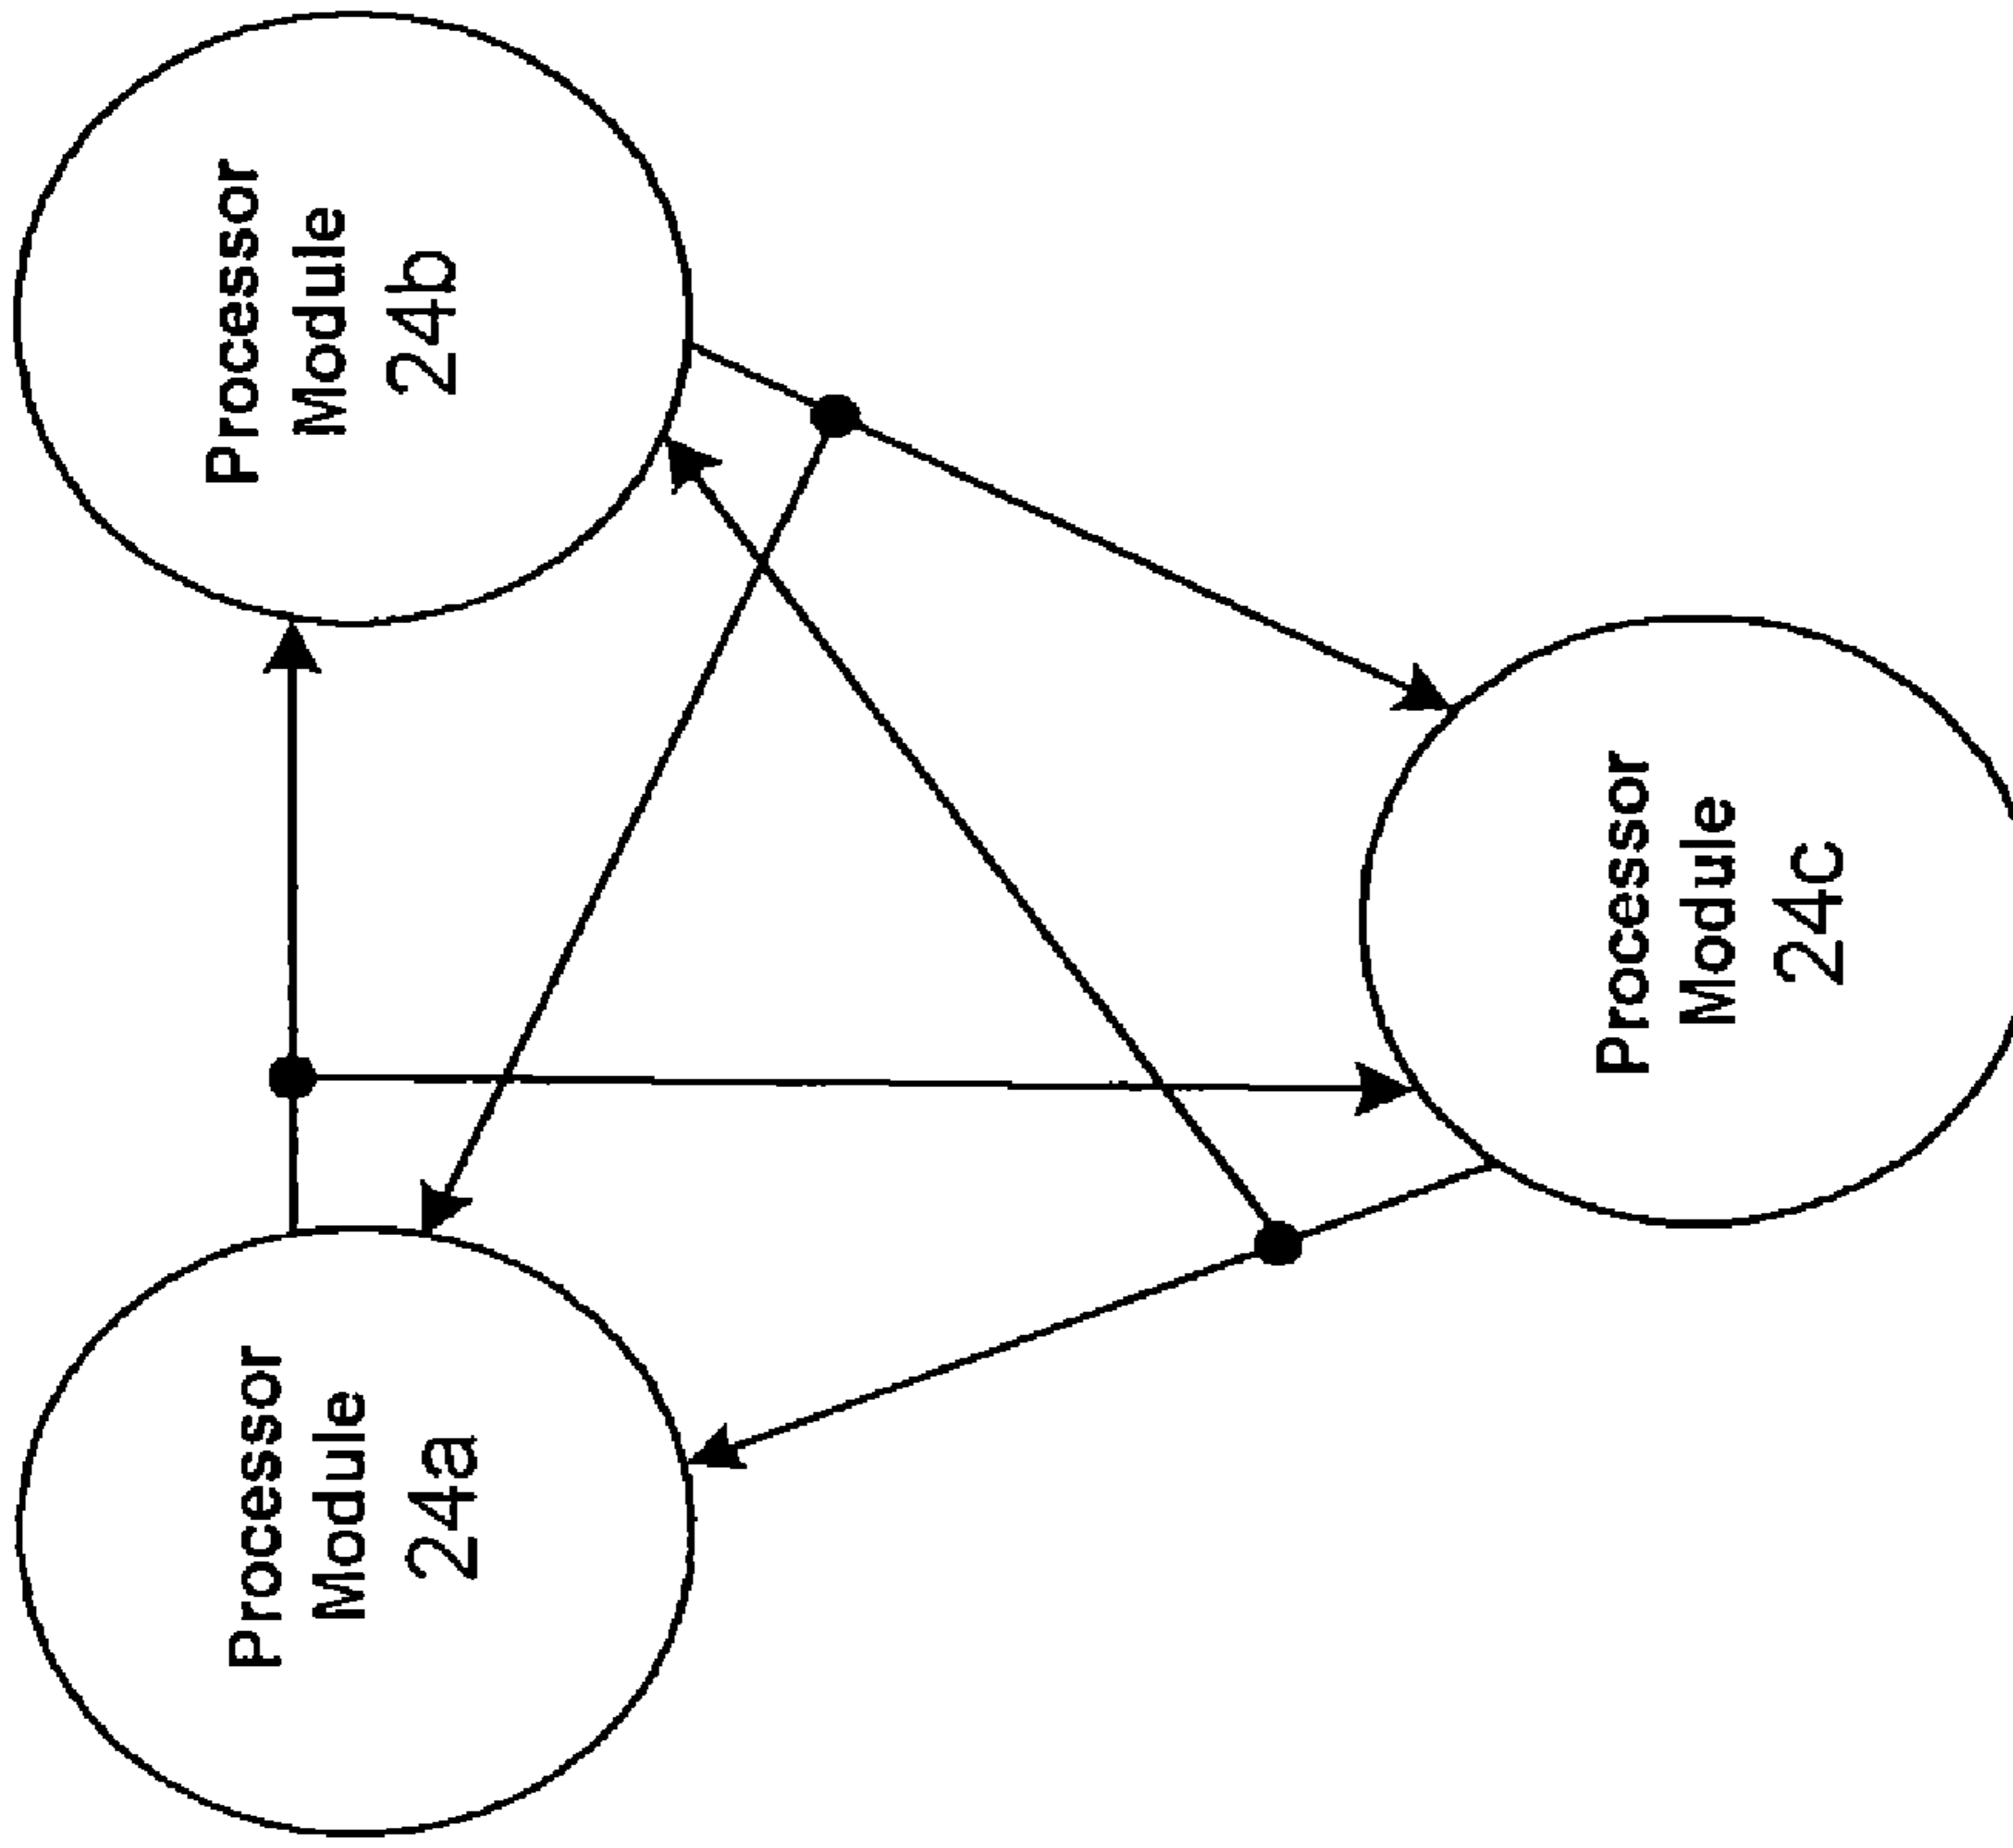 Processor
Module
24a
Processor
Module
24b
Processor
Module
24c